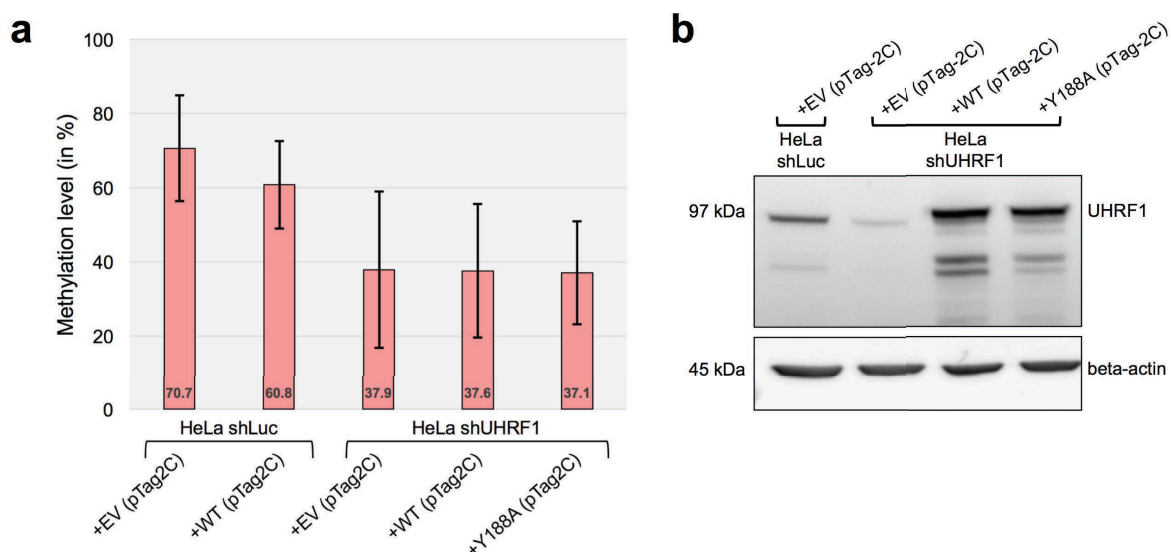 a
100
80
60
40
20
0
Methylation level (in %)
70.7
60.8
37.9
37.6
37.1
HeLa shLuc
HeLa shUHRF1
+EV (pTag2C)
+WT (pTag2C)
+EV (pTag2C)
+WT (pTag2C)
+Y188A (pTag2C)
b
+EV (pTag-2C)
+EV (pTag-2C)
+WT (pTag-2C)
+Y188A (pTag-2C)
HeLa
shLuc
HeLa
shUHRF1
97 kDa
UHRF1
45 kDa
beta-actin